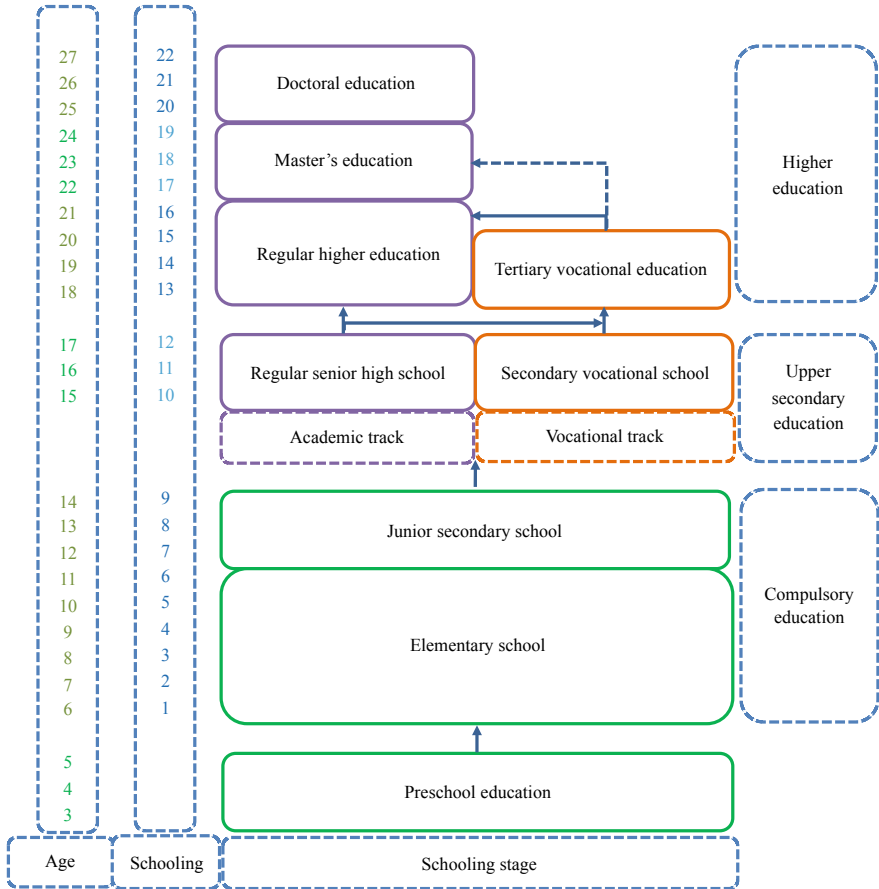 27 22
26 21 Doctoral education
25 20
24 19
23 18 Master's education Higher
22 17 education
21 16
20 15 Regular higher education
19 14 Tertiary vocational education
18 13
17 12
16 11 Regular senior high school Secondary vocational school Upper
15 10 secondary
Academic track Vocational track education
14 9
13 8 Junior secondary school
12 7
11 6
10 5 Compulsory
9 4 education
8 3 Elementary school
7 2
6 1
5
4 Preschool education
3
Age Schooling Schooling stage